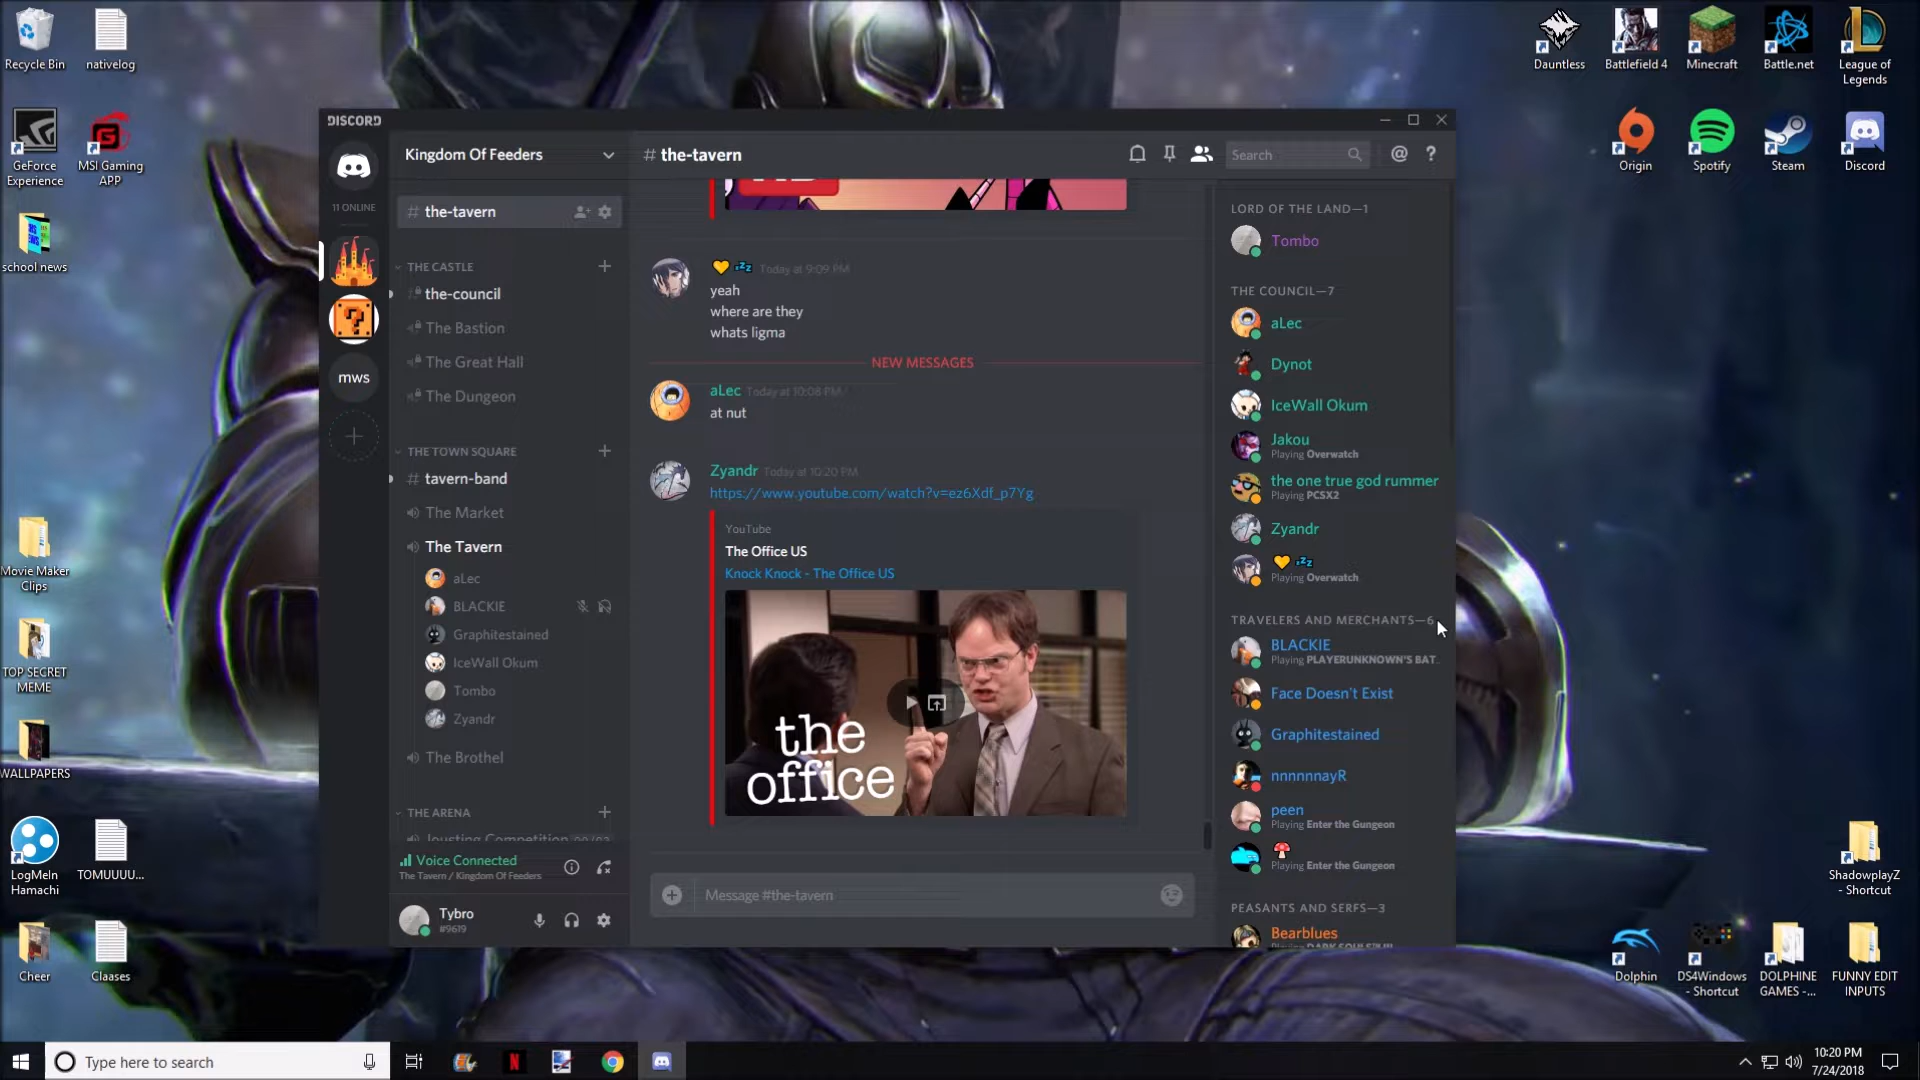 Recycle Bin
nativelog
GeForce
Experience
MSI Gaming
APP
school news
Movie Maker
Clips
TOP SECRET
MEME
WALLPAPERS
LogMeIn
Hamachi
TOMUUUU...
Cheer
Claases
DISCORD
11 ONLINE
mws
Kingdom Of Feeders
# the-tavern
THE CASTLE
the-council
The Bastion
The Great Hall
The Dungeon
THE TOWN SQUARE
# tavern-band
The Market
The Tavern
aLec
BLACKIE
Graphitestained
IceWall Okum
Tombo
Zyandr
The Brothel
THE ARENA
Jousting Competition
Voice Connected
The Tavern / Kingdom Of Feeders
Tybro
#9619
# the-tavern
Search
@ ?
Today at 9:09 PM
yeah
where are they
whats ligma
NEW MESSAGES
aLec Today at 10:08 PM
at nut
Zyandr Today at 10:20 PM
https://www.youtube.com/watch?v=ez6Xdf_p7Yg
YouTube
The Office US
Knock Knock - The Office US
the
office
Message #the-tavern
LORD OF THE LAND—1
Tombo
THE COUNCIL—7
aLec
Dynot
IceWall Okum
Jakou
Playing Overwatch
the one true god rummer
Playing PCSX2
Zyandr
Playing Overwatch
TRAVELERS AND MERCHANTS—6
BLACKIE
Playing PLAYERUNKNOWN'S BAT
Face Doesn't Exist
Graphitestained
nnnnnnayR
peen
Playing Enter the Gungeon
Playing Enter the Gungeon
PEASANTS AND SERFS—3
Bearblues
Dauntless
Battlefield 4
Minecraft
Battle.net
League of
Legends
Origin
Spotify
Steam
Discord
ShadowplayZ
- Shortcut
Dolphin
DS4Windows
- Shortcut
DOLPHINE
GAMES -...
FUNNY EDIT
INPUTS
Type here to search
10:20 PM
7/24/2018